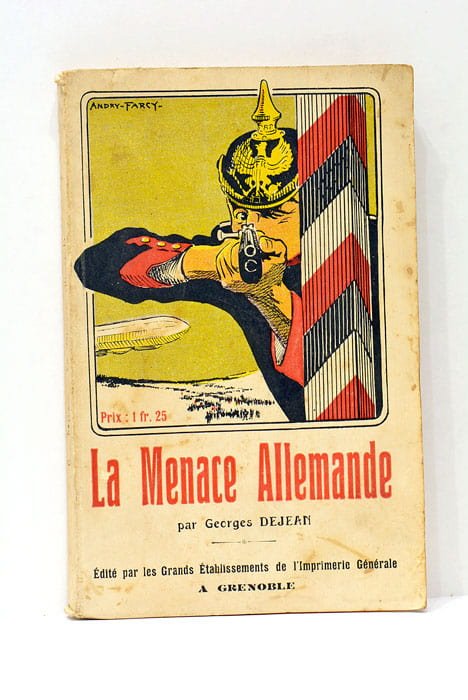 ANDRY-FARCY-
Prix : 1 fr. 25
La Menace Allemande
par Georges DEJEAN
Édité par les Grands Établissements de l'Imprimerie Générale
A GRENOBLE